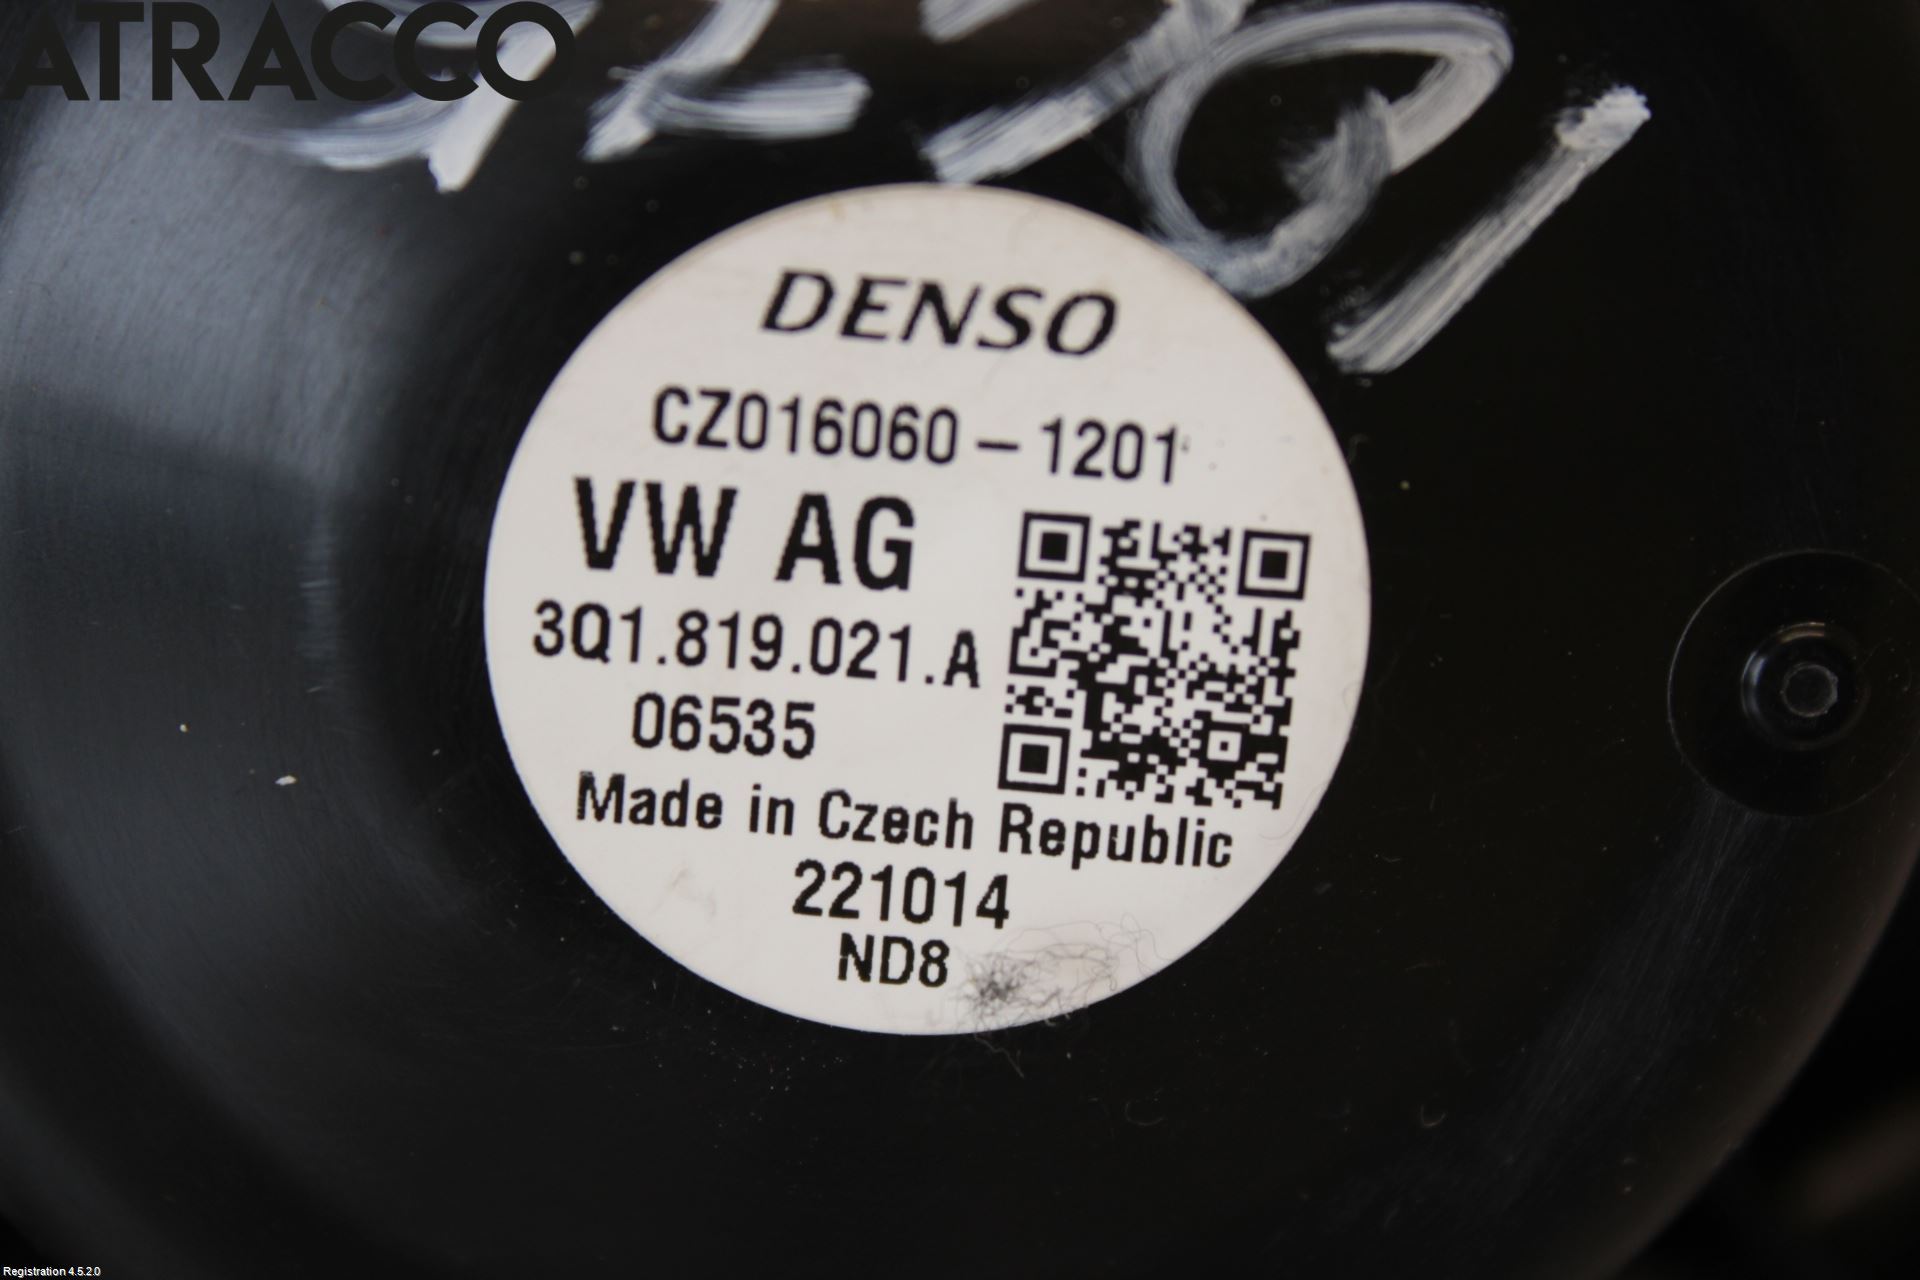 ATRACCO
DENSO
CZ016060-1201
VW AG
3Q1.819.021.A
06535
Made in Czech Republic
221014
ND8
Registration 4.5.2.0